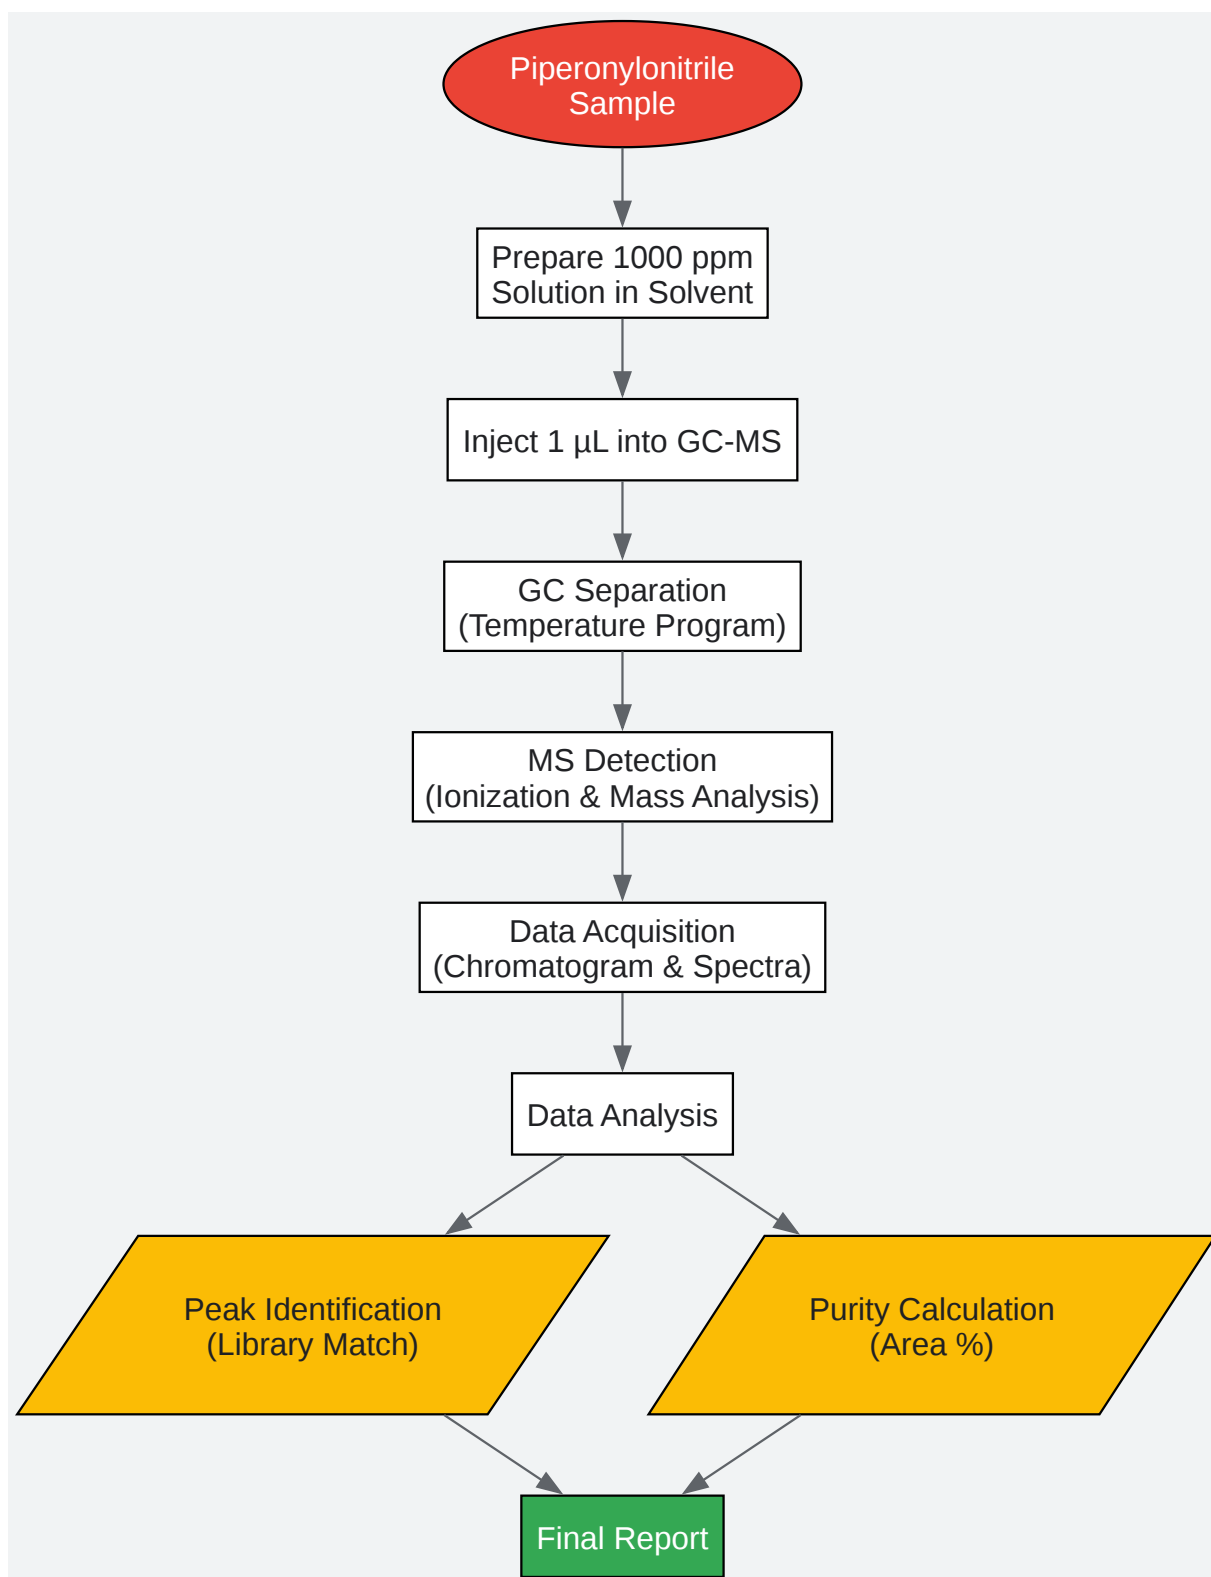 Piperonylonitrile
Sample
Prepare 1000 ppm
Solution in Solvent
Inject 1 µL into GC-MS
GC Separation
(Temperature Program)
MS Detection
(Ionization & Mass Analysis)
Data Acquisition
(Chromatogram & Spectra)
Data Analysis
Peak Identification
(Library Match)
Purity Calculation
(Area %)
Final Report